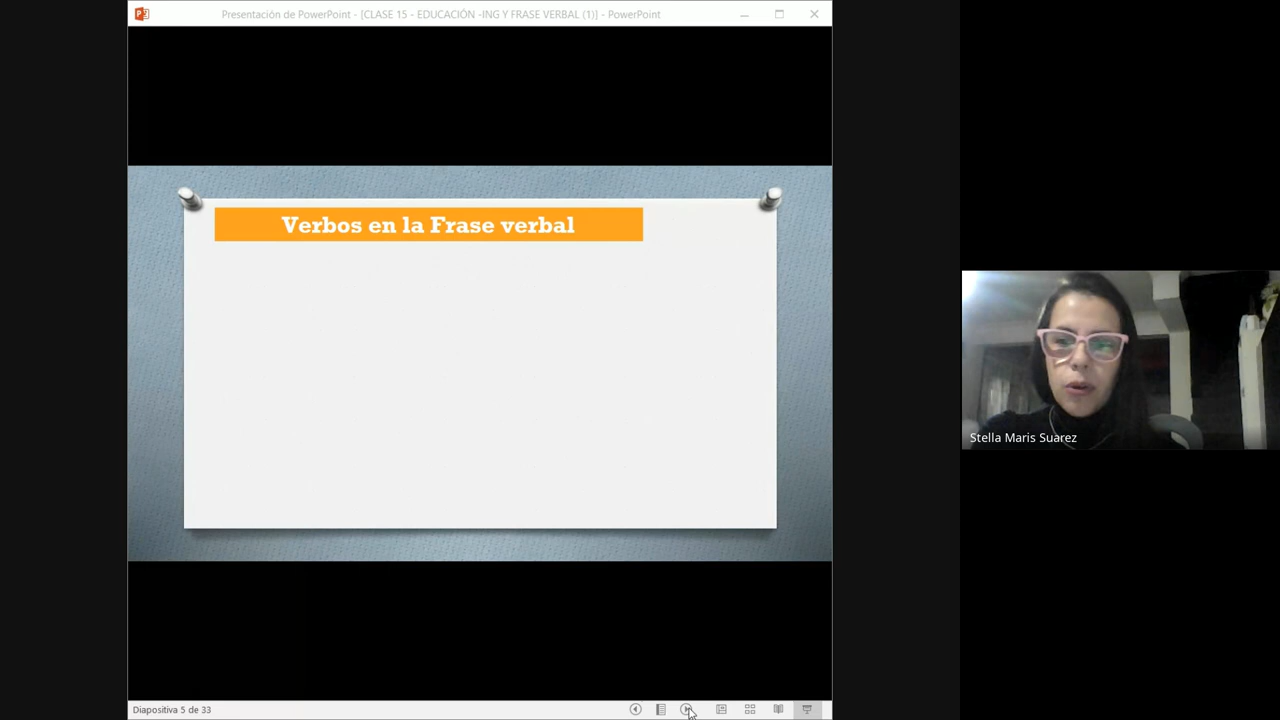 Presentación de PowerPoint - [CLASE 15 - EDUCACIÓN -ING Y FRASE VERBAL (1)] - PowerPoint
Verbos en la Frase verbal
Stella Maris Suarez
Diapositiva 5 de 33